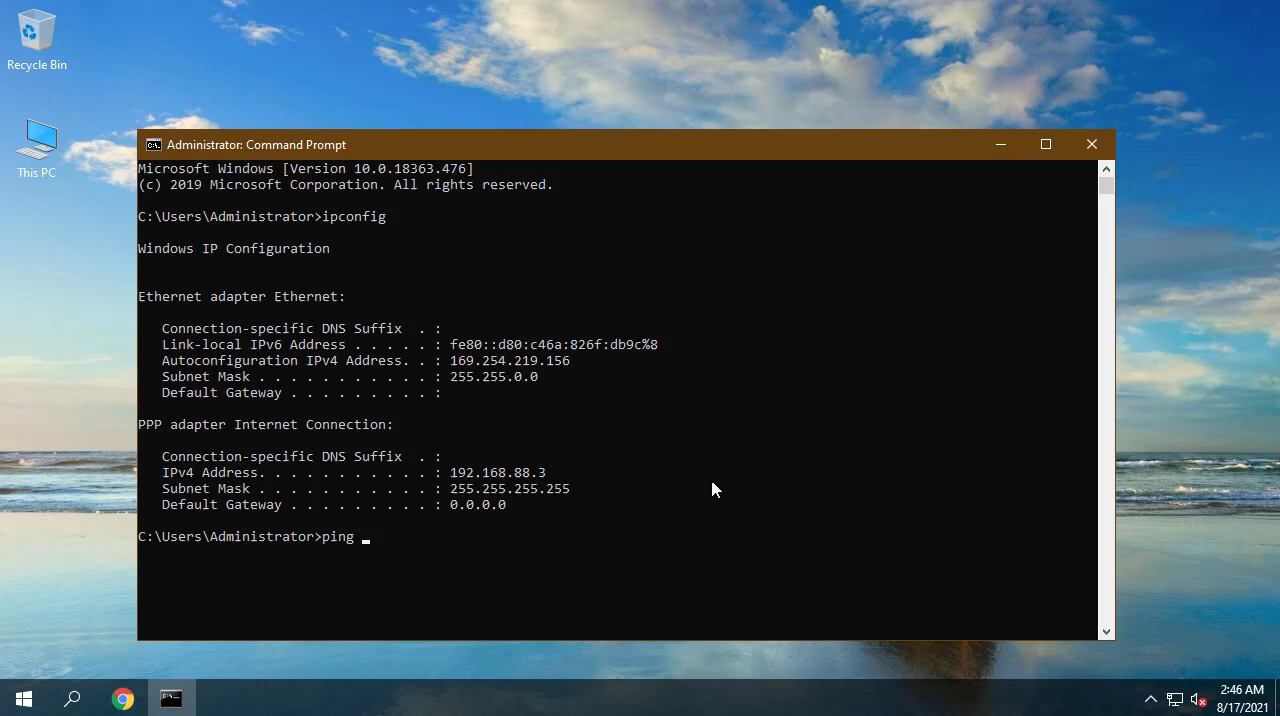 Recycle Bin
This PC
Administrator: Command Prompt
Microsoft Windows [Version 10.0.18363.476]
(c) 2019 Microsoft Corporation. All rights reserved.
C:\Users\Administrator>ipconfig
Windows IP Configuration
Ethernet adapter Ethernet:
Connection-specific DNS Suffix  . :
Link-local IPv6 Address . . . . . : fe80::d80:c46a:826f:db9c%8
Autoconfiguration IPv4 Address. . : 169.254.219.156
Subnet Mask . . . . . . . . . . . : 255.255.0.0
Default Gateway . . . . . . . . . :
PPP adapter Internet Connection:
Connection-specific DNS Suffix  . :
IPv4 Address. . . . . . . . . . . : 192.168.88.3
Subnet Mask . . . . . . . . . . . : 255.255.255.255
Default Gateway . . . . . . . . . : 0.0.0.0
C:\Users\Administrator>ping _
2:46 AM
8/17/2021